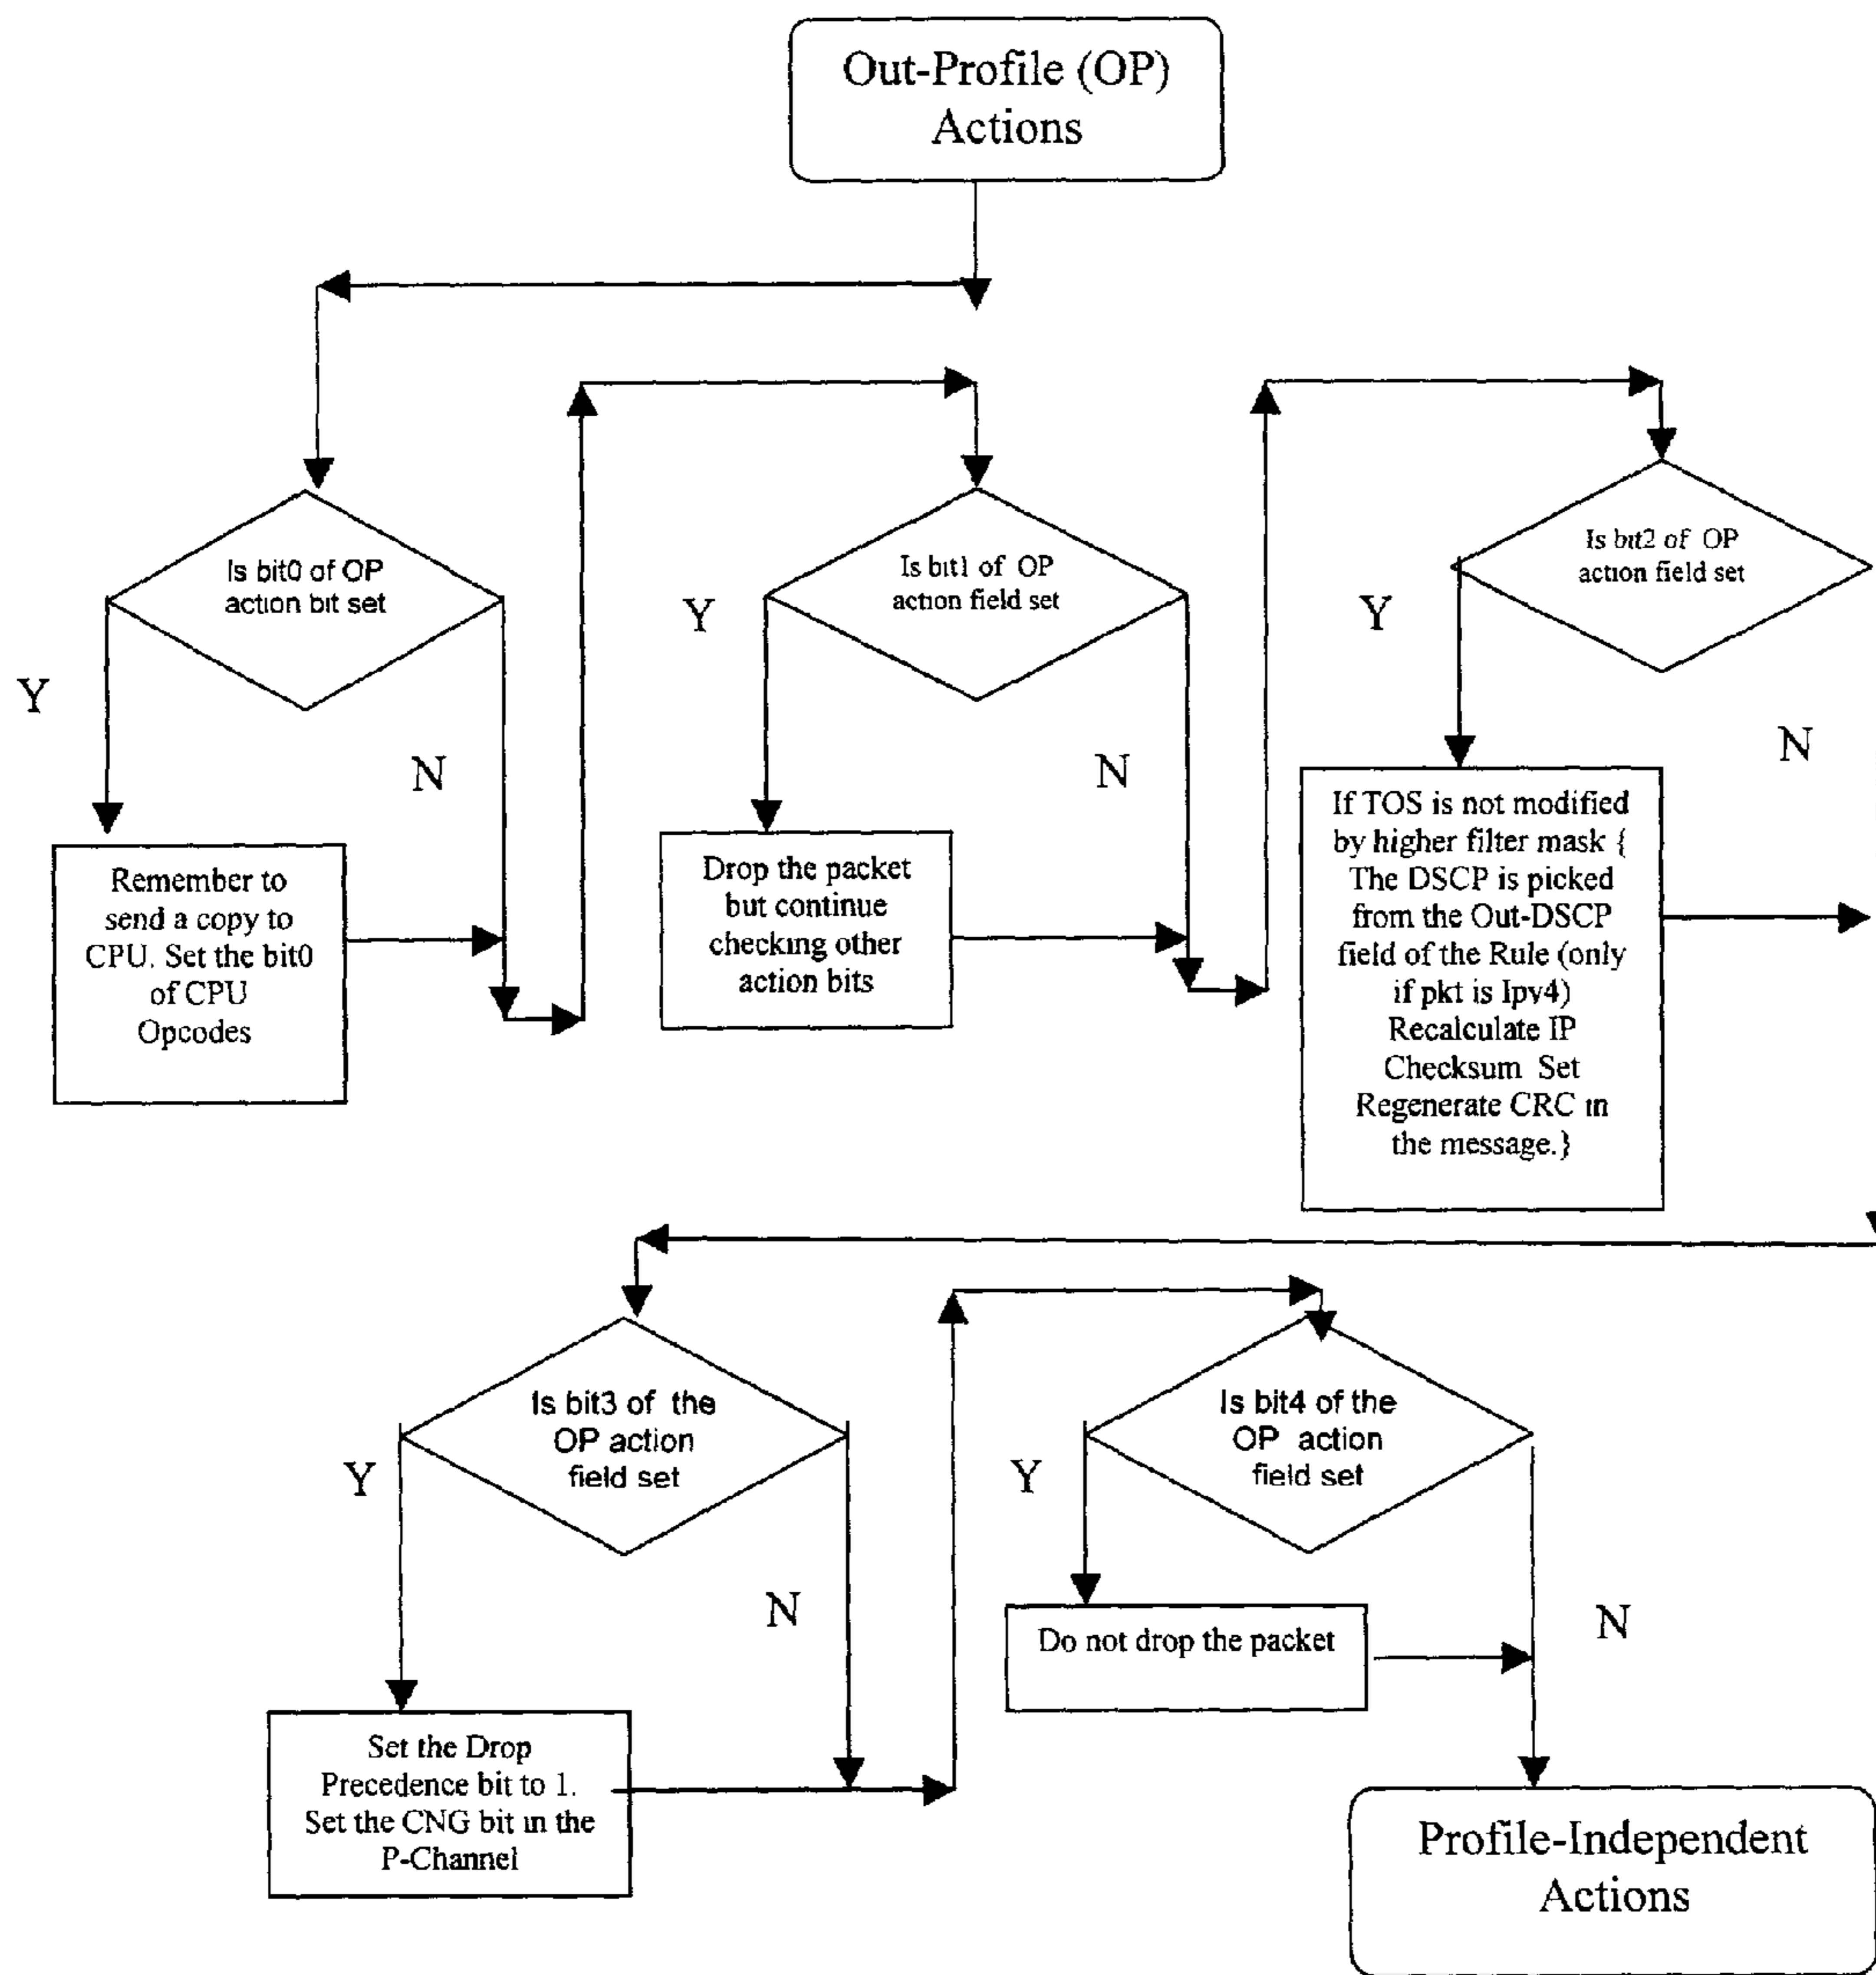 Out-Profile (OP)
Actions
Is bit0 of OP
action bit set
Y
N
Is bit1 of OP
action field set
Y
N
Is bit2 of OP
action field set
Y
N
Remember to
send a copy to
CPU. Set the bit0
of CPU
Opcodes
Drop the packet
but continue
checking other
action bits
If TOS is not modified
by higher filter mask {
The DSCP is picked
from the Out-DSCP
field of the Rule (only
if pkt is Ipv4)
Recalculate IP
Checksum Set
Regenerate CRC in
the message.}
Is bit3 of the
OP action
field set
Y
N
Is bit4 of the
OP action
field set
Y
N
Do not drop the packet
Set the Drop
Precedence bit to 1.
Set the CNG bit in the
P-Channel
Profile-Independent
Actions